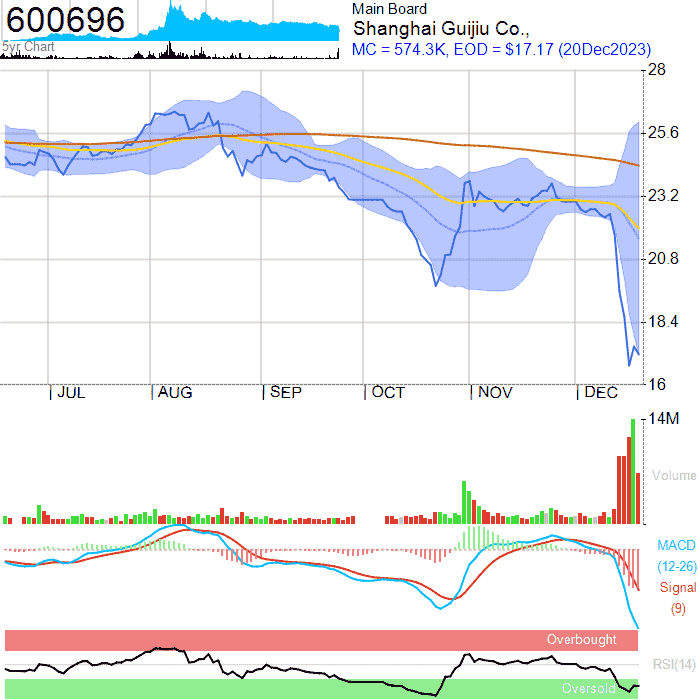 600696
5yr Chart
Main Board
Shanghai Guijiu Co.,
MC = 574.3K, EOD = $17.17 (20Dec2023)
28
25.6
23.2
20.8
18.4
16
JUL AUG SEP OCT NOV DEC
14M
Volume
MACD
(12-26)
Signal
(9)
Overbought
RSI(14)
Oversold